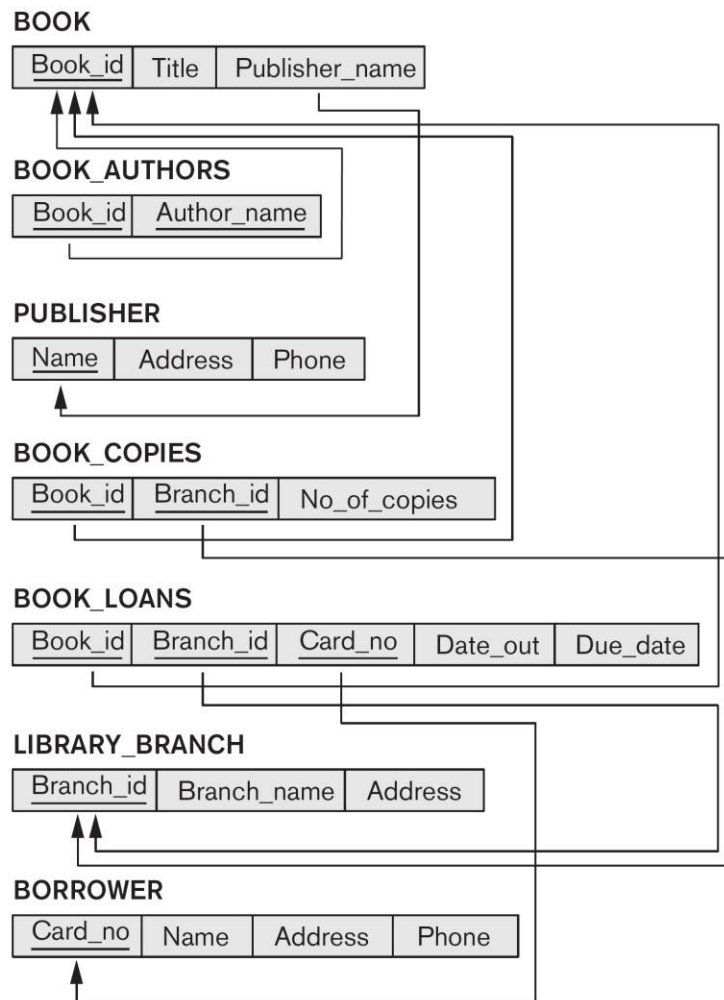 BOOK
Book_id Title Publisher_name
BOOK_AUTHORS
Book_id Author_name
PUBLISHER
Name Address Phone
BOOK_COPIES
Book_id Branch_id No_of_copies
BOOK_LOANS
Book_id Branch_id Card_no Date_out Due_date
LIBRARY_BRANCH
Branch_id Branch_name Address
BORROWER
Card_no Name Address Phone